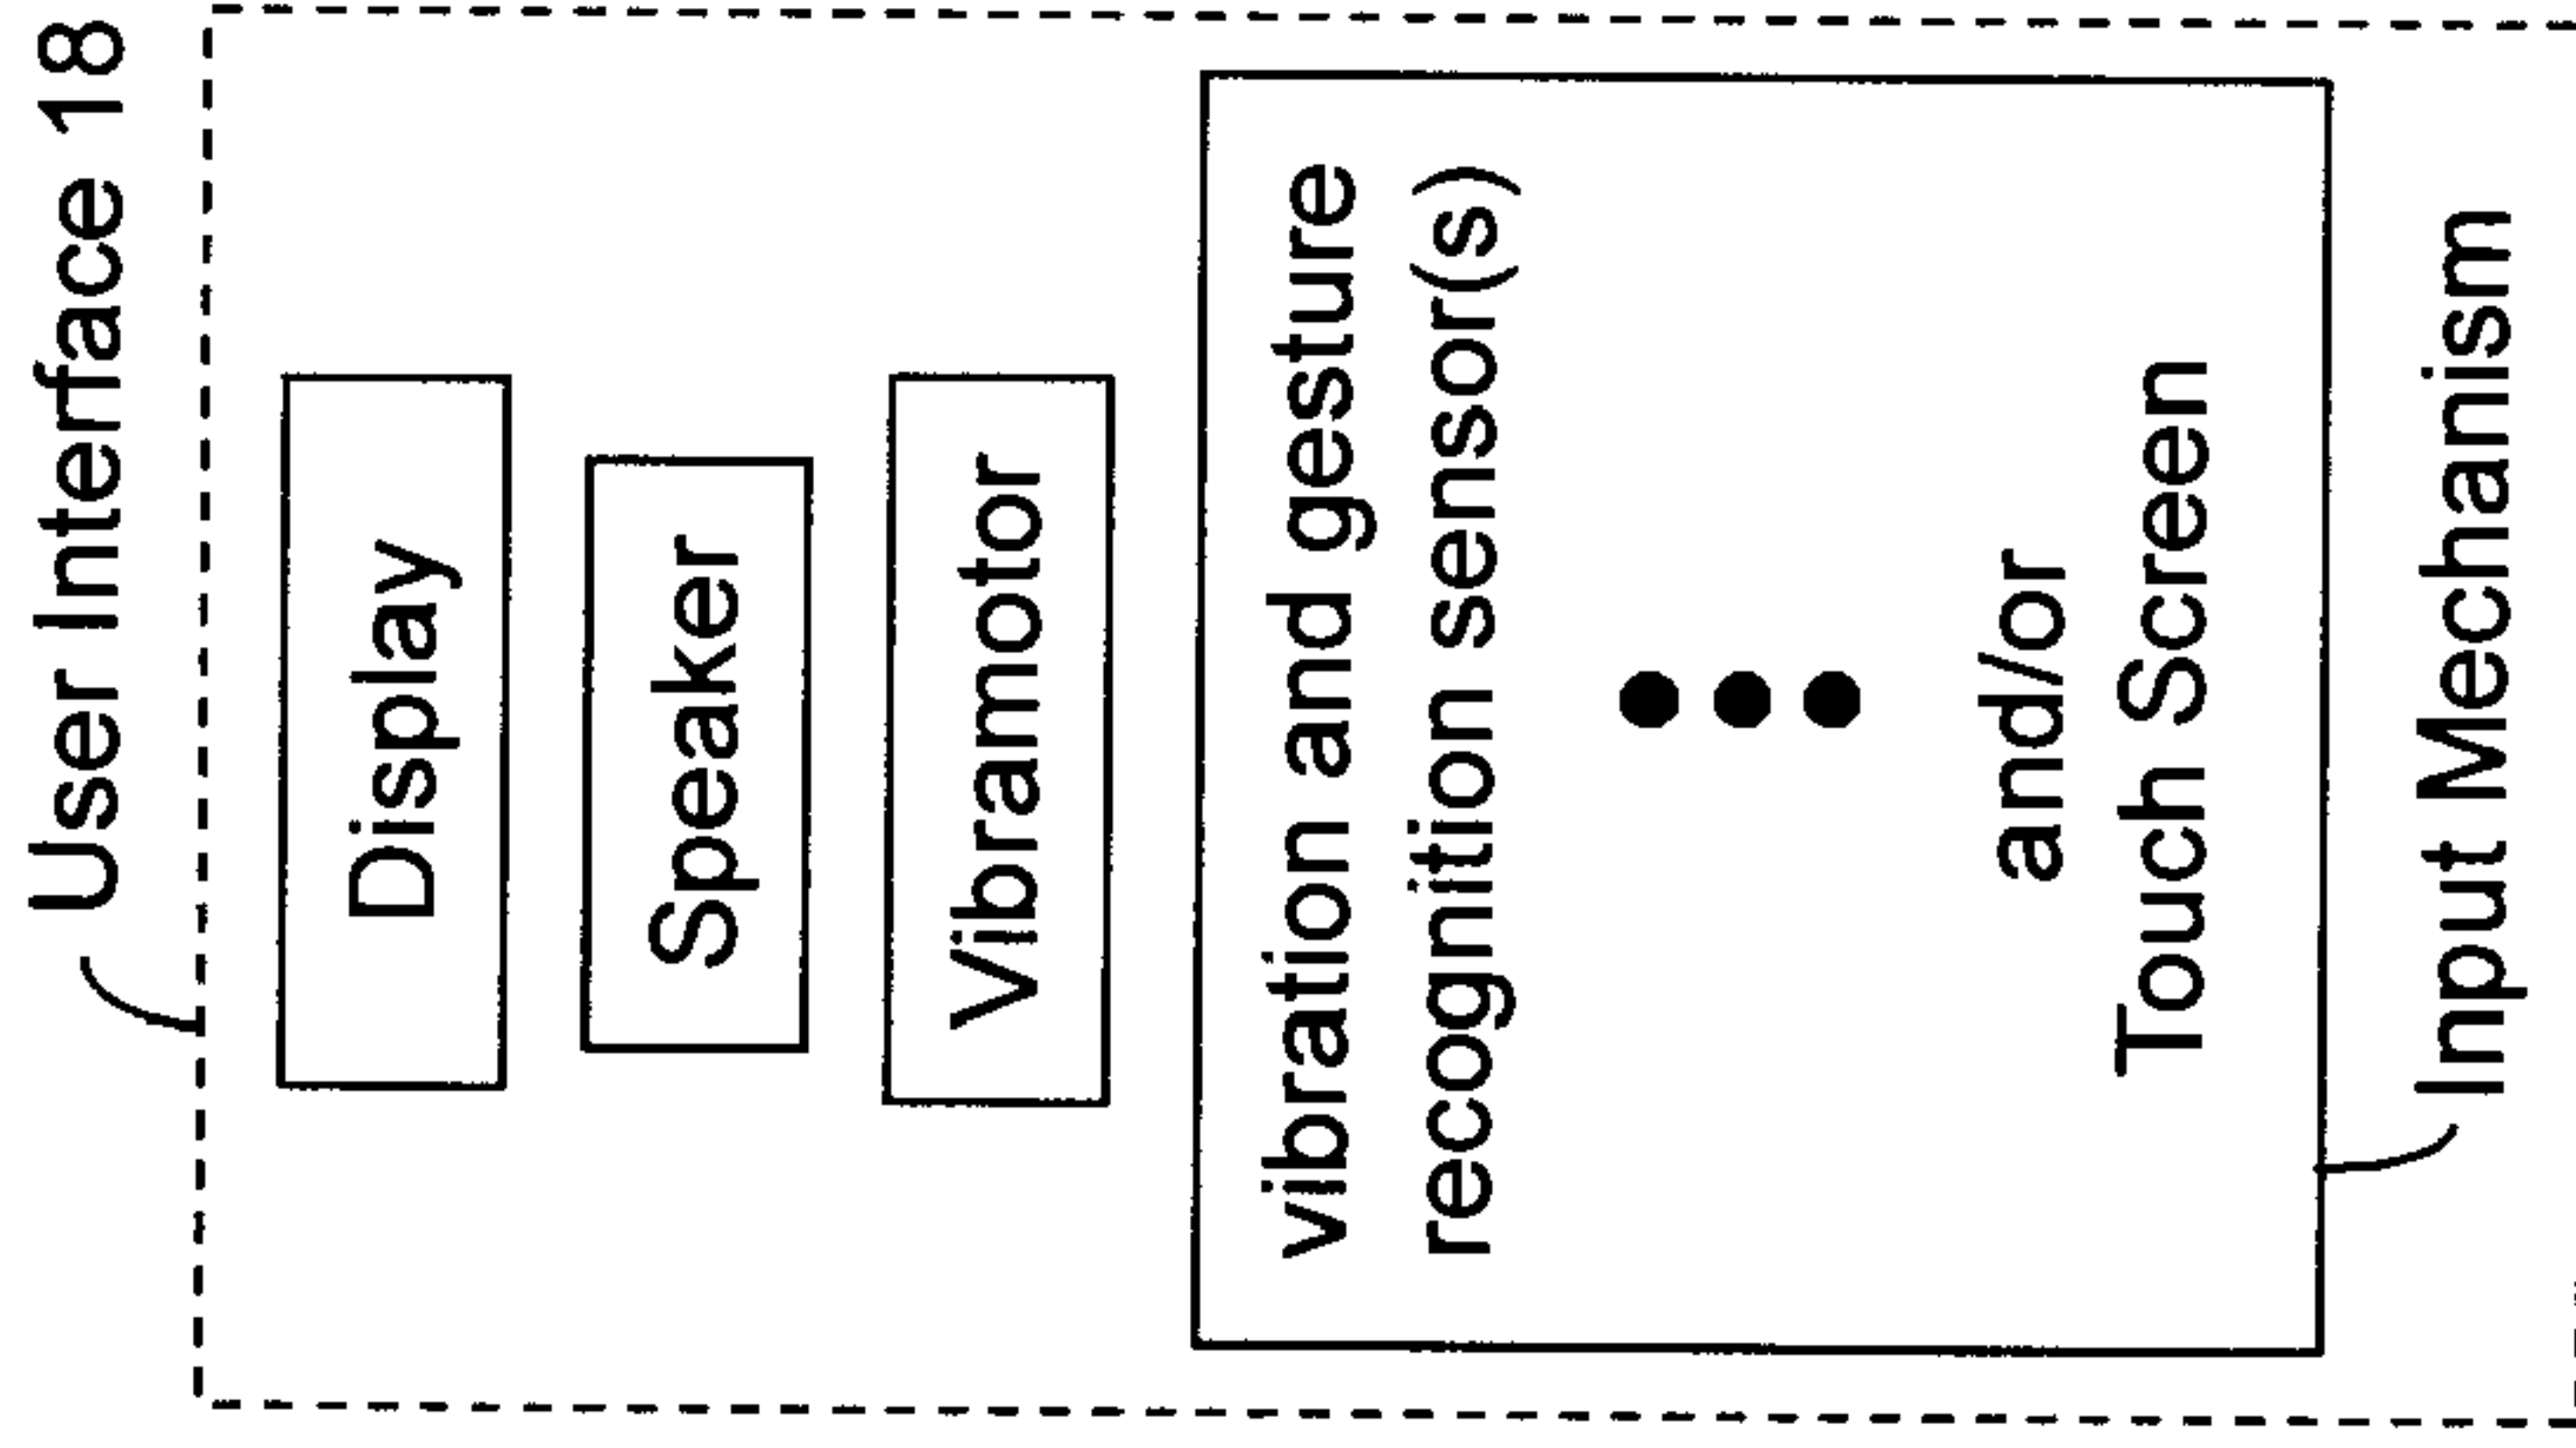 User Interface 18
Display
Speaker
Vibramotor
vibration and gesture
recognition sensor(s)
and/or
Touch Screen
Input Mechanism